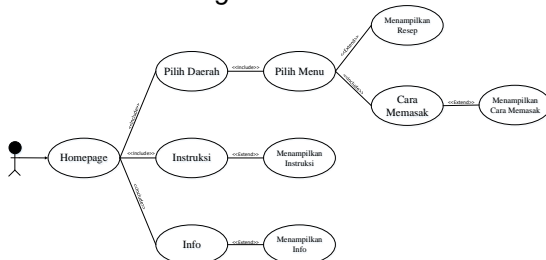 Menampilkan
Resep
<<Extend>>
Pilih Daerah
<<include>>
Pilih Menu
<<include>>
<<include>>
Cara
Memasak
<<Extend>>
Menampilkan
Cara Memasak
Homepage
<<include>>
Instruksi
<<Extend>>
Menampilkan
Instruksi
<<include>>
Info
<<Extend>>
Menampilkan
Info